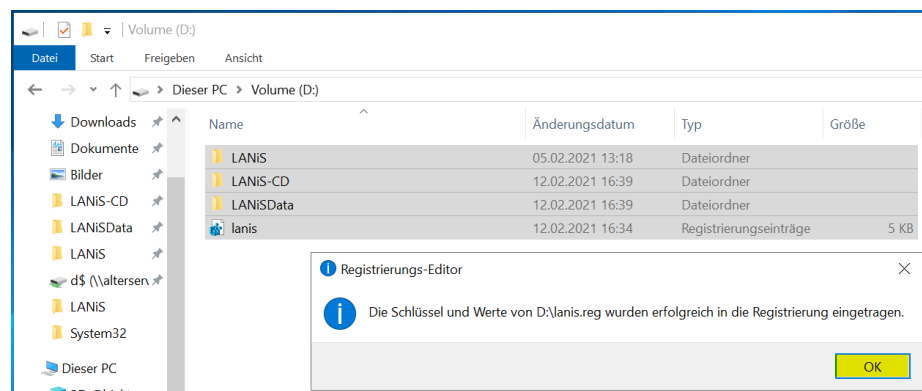 Volume (D:)
Datei Start Freigeben Ansicht
Dieser PC > Volume (D:)
Downloads
Dokumente
Bilder
LANiS-CD
LANiSData
LANiS
d$ (\\alterserv
LANiS
System32
Dieser PC
Name Änderungsdatum Typ Größe
LANiS 05.02.2021 13:18 Dateiordner
LANiS-CD 12.02.2021 16:39 Dateiordner
LANiSData 12.02.2021 16:39 Dateiordner
lanis 12.02.2021 16:34 Registrierungseinträge 5 KB
Registrierungs-Editor
Die Schlüssel und Werte von D:\lanis.reg wurden erfolgreich in die Registrierung eingetragen.
OK